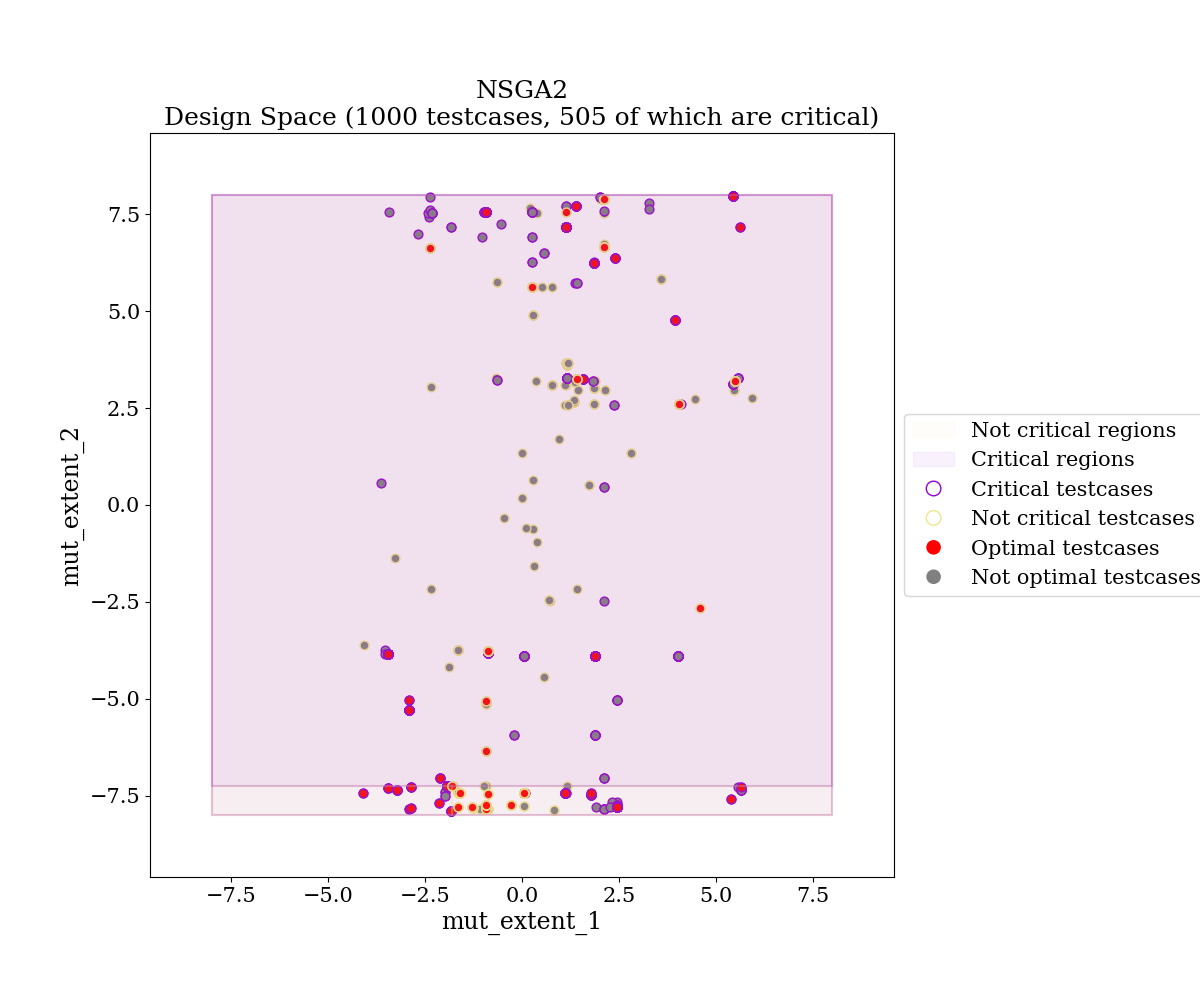 NSGA2
Design Space (1000 testcases, 505 of which are critical)
mut_extent_2
7.5
5.0
2.5
0.0
−2.5
−5.0
−7.5
−7.5
−5.0
−2.5
0.0
2.5
5.0
7.5
mut_extent_1
Not critical regions
Critical regions
Critical testcases
Not critical testcases
Optimal testcases
Not optimal testcases